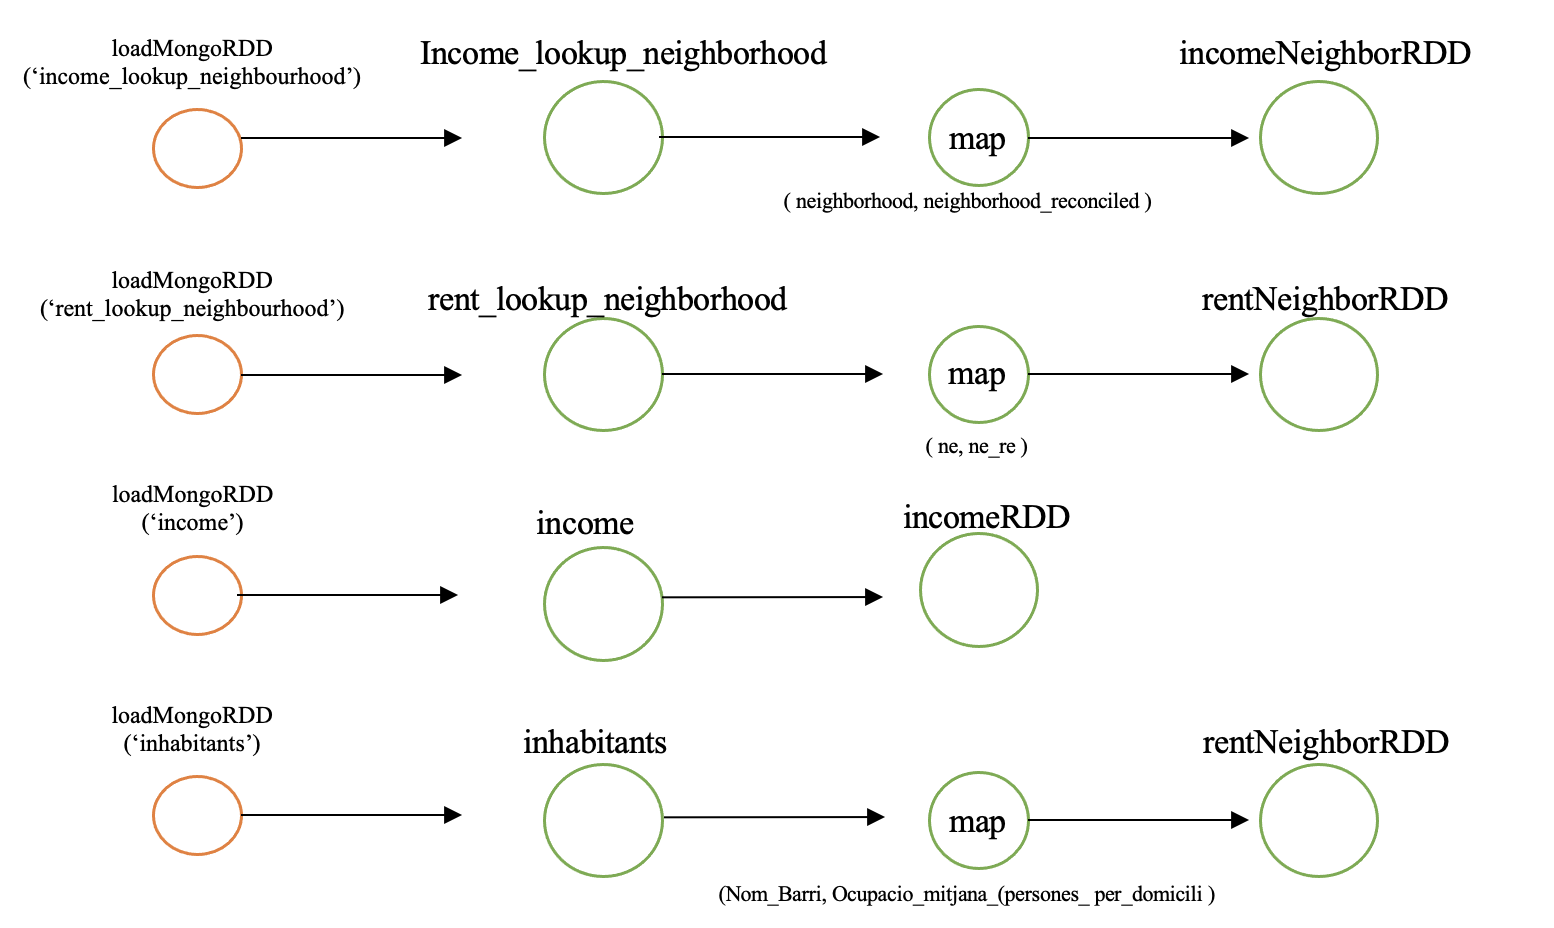 loadMongoRDD
(‘income_lookup_neighbourhood’)
Income_lookup_neighborhood
incomeNeighborRDD
map
( neighborhood, neighborhood_reconciled )
loadMongoRDD
(‘rent_lookup_neighbourhood’)
rent_lookup_neighborhood
rentNeighborRDD
map
( ne, ne_re )
loadMongoRDD
(‘income’)
income
incomeRDD
loadMongoRDD
(‘inhabitants’)
inhabitants
rentNeighborRDD
map
(Nom_Barri, Ocupacio_mitjana_(persones_ per_domicili )